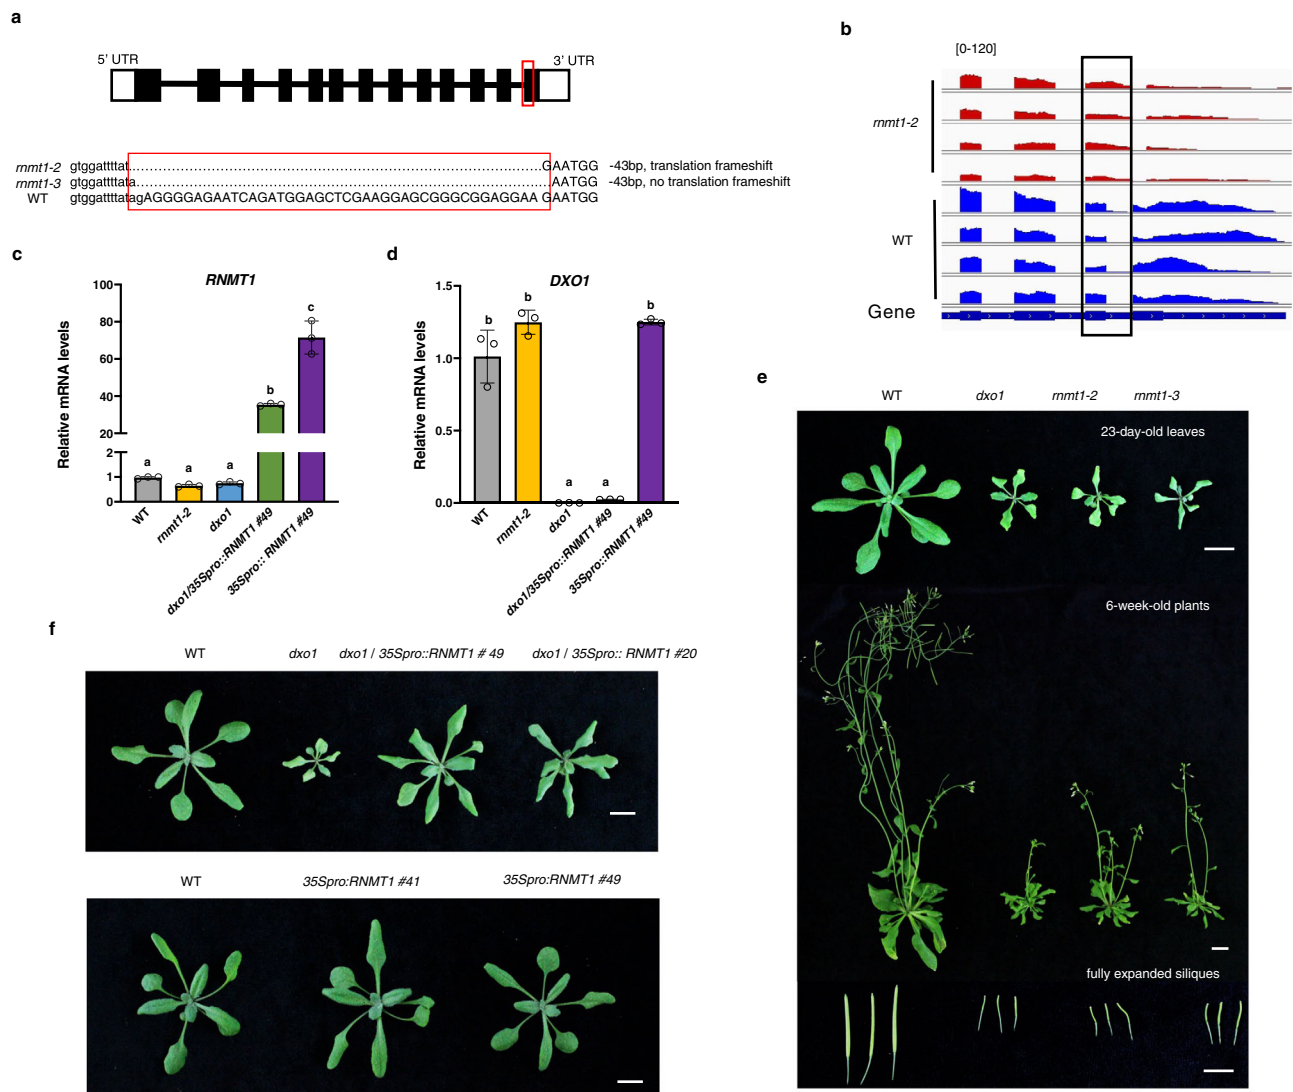 a
5' UTR
3' UTR
rnmt1-2 gtggattttat.......................................................................................................GAATGG -43bp, translation frameshift
rnmt1-3 gtggattttata.......................................................................................................AATGG -43bp, no translation frameshift
WT gtggattttatagAGGGGAGAATCAGATGGAGCTCGAAGGAGCGGGCGGAGGAA GAATGG
b
[0-120]
rnmt1-2
WT
Gene
c
RNMT1
Relative mRNA levels
100
80
60
40
20
2
1
0
a
a
a
b
c
WT
rnmt1-2
dxo1
dxo1/35Spro::RNMT1 #49
35Spro:: RNMT1 #49
d
DXO1
Relative mRNA levels
1.5
1.0
0.5
0.0
b
b
a
a
b
WT
rnmt1-2
dxo1
dxo1/35Spro::RNMT1 #49
35Spro::RNMT1 #49
e
WT dxo1 rnmt1-2 rnmt1-3
23-day-old leaves
6-week-old plants
fully expanded siliques
f
WT dxo1 dxo1 / 35Spro::RNMT1 # 49 dxo1 / 35Spro:: RNMT1 #20
WT 35Spro:RNMT1 #41 35Spro:RNMT1 #49